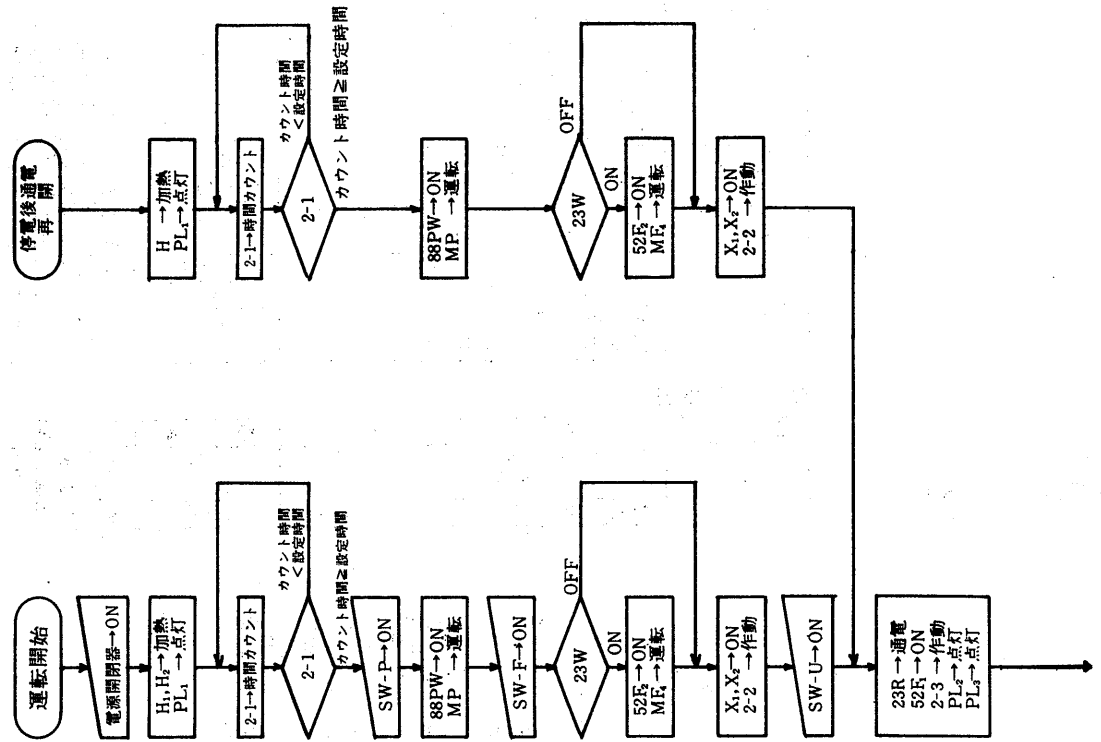 運転開始
電源開閉器→ON
H₁,H₂→加熱
PL₁→点灯
2-1→時間カウント
2-1
カウント時間
<設定時間
カウント時間≧設定時間
SW-P→ON
88PW→ON
MP→運転
SW-F→ON
23W
OFF
ON
52F₂→ON
MF₁→運転
X₁,X₂→ON
2-2→作動
SW-U→ON
23R→通電
52F₁→ON
2-3→作動
PL₂→点灯
PL₃→点灯
停電後通電
再開
H→加熱
PL₁→点灯
2-1→時間カウント
2-1
カウント時間
<設定時間
カウント時間≧設定時間
88PW→ON
MP→運転
23W
OFF
ON
52F₂→ON
MF₁→運転
X₁,X₂→ON
2-2→作動